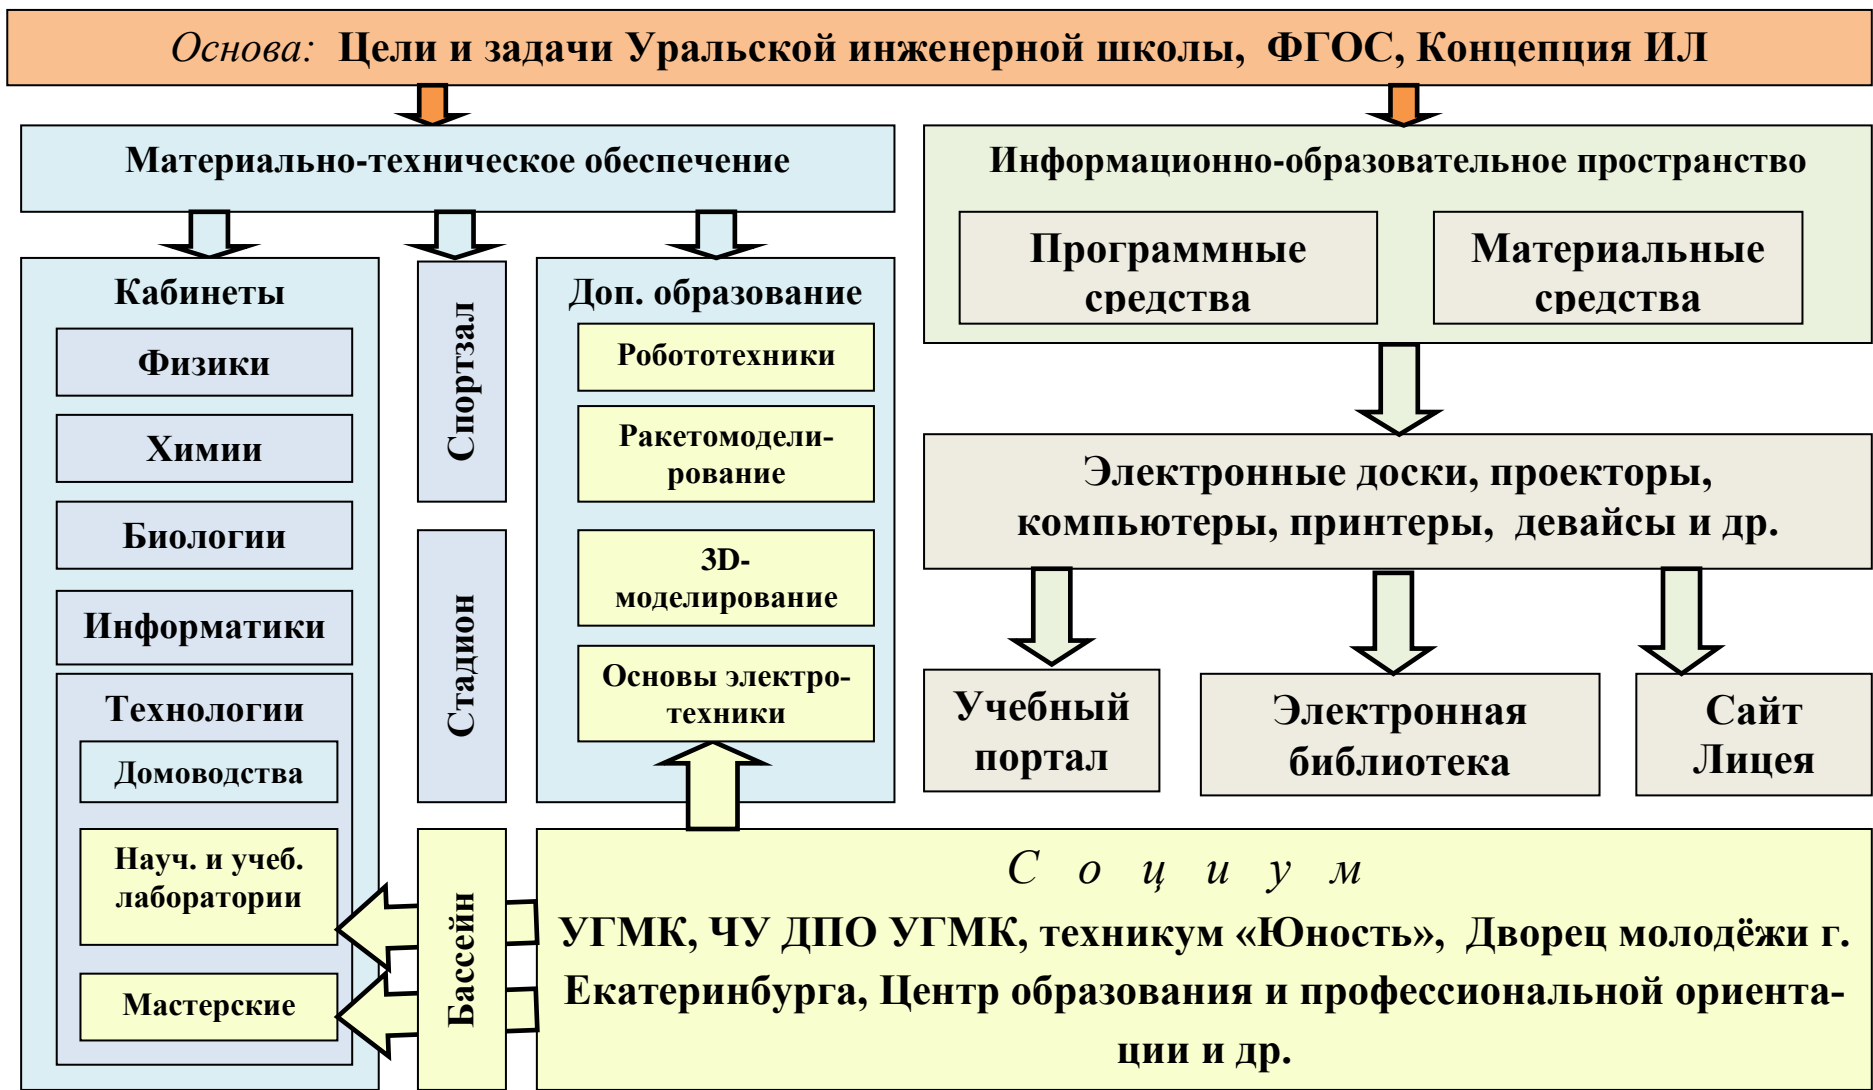 Основа: Цели и задачи Уральской инженерной школы, ФГОС, Концепция ИЛ
Материально-техническое обеспечение
Кабинеты
Физики
Химии
Биологии
Информатики
Технологии
Домоводства
Науч. и учеб.
лаборатории
Мастерские
Спортзал
Стадион
Бассейн
Доп. образование
Робототехники
Ракетомодели-
рование
3D-
моделирование
Основы электро-
техники
Информационно-образовательное пространство
Программные
средства
Материальные
средства
Электронные доски, проекторы,
компьютеры, принтеры, девайсы и др.
Учебный
портал
Электронная
библиотека
Сайт
Лицея
С о ц и у м
УГМК, ЧУ ДПО УГМК, техникум «Юность», Дворец молодёжи г.
Екатеринбурга, Центр образования и профессиональной ориента-
ции и др.